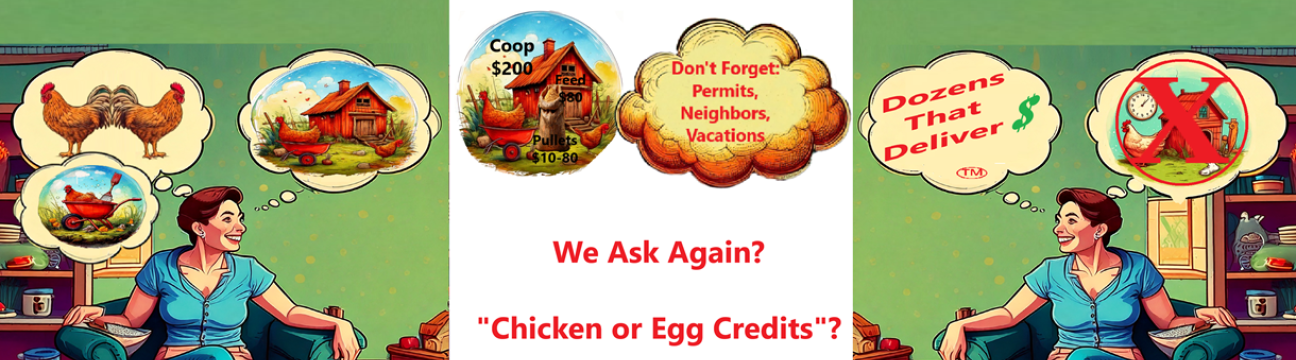 Coop
$200
Feed
$80
Pullets
$10-80
Don't Forget:
Permits,
Neighbors,
Vacations
We Ask Again?
"Chicken or Egg Credits"?
Dozens
That
Deliver $
TM
X